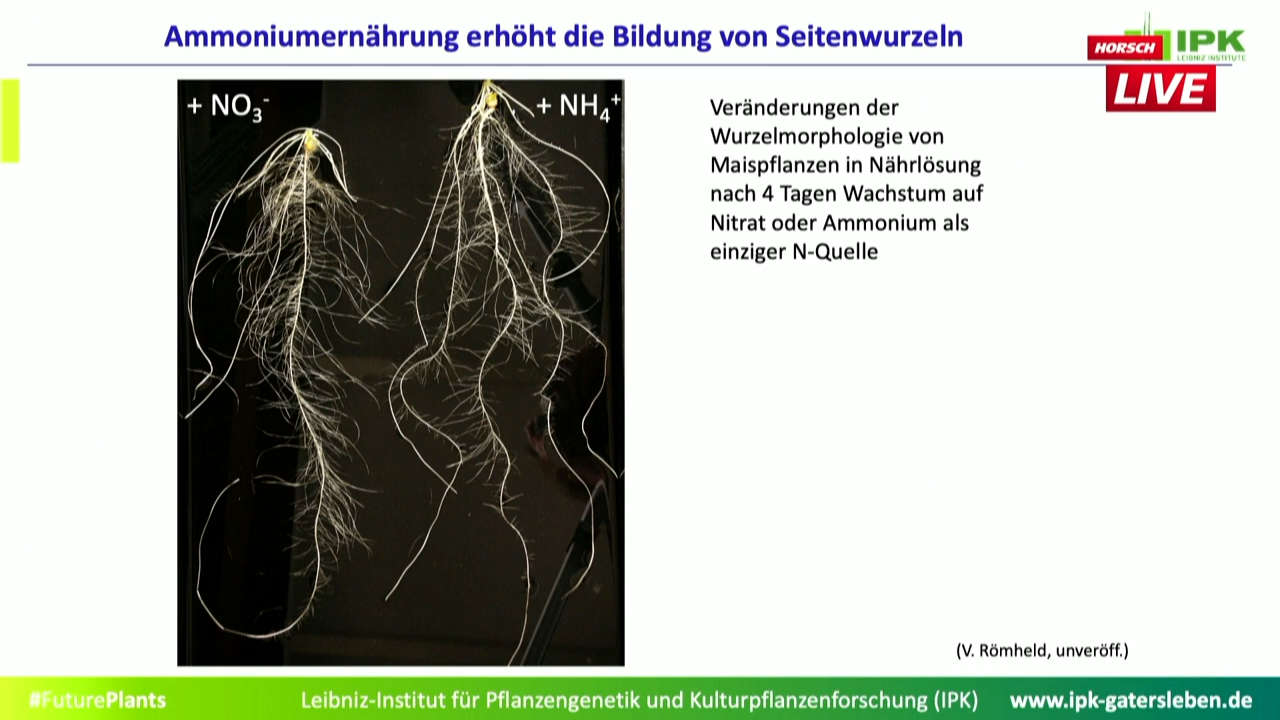 Ammoniumernährung erhöht die Bildung von Seitenwurzeln
HORSCH
IPK
LEIBNIZ INSTITUTE
LIVE
+ NO₃⁻
+ NH₄⁺
Veränderungen der
Wurzelmorphologie von
Maispflanzen in Nährlösung
nach 4 Tagen Wachstum auf
Nitrat oder Ammonium als
einziger N-Quelle
(V. Römheld, unveröff.)
#FuturePlants
Leibniz-Institut für Pflanzengenetik und Kulturpflanzenforschung (IPK)
www.ipk-gatersleben.de